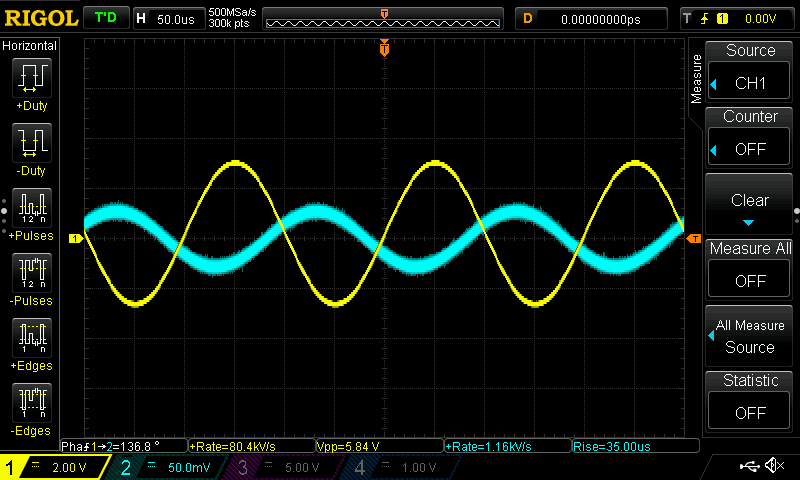 RIGOL T'D H 50.0us 500MSa/s 300k pts T D 0.00000000ps T 1 0.00V
Horizontal
+Duty
-Duty
1 2 n
+Pulses
1 2 n
-Pulses
1 n
+Edges
1 n
-Edges
T
1
T
Measure
Source
CH1
Counter
OFF
Clear
Measure All
OFF
All Measure
Source
Statistic
OFF
Pha 1→2=136.8 ° +Rate=80.4kV/s Vpp=5.84 V +Rate=1.16kV/s Rise=35.00us
1 2.00 V 2 50.0mV 3 5.00 V 4 1.00 V